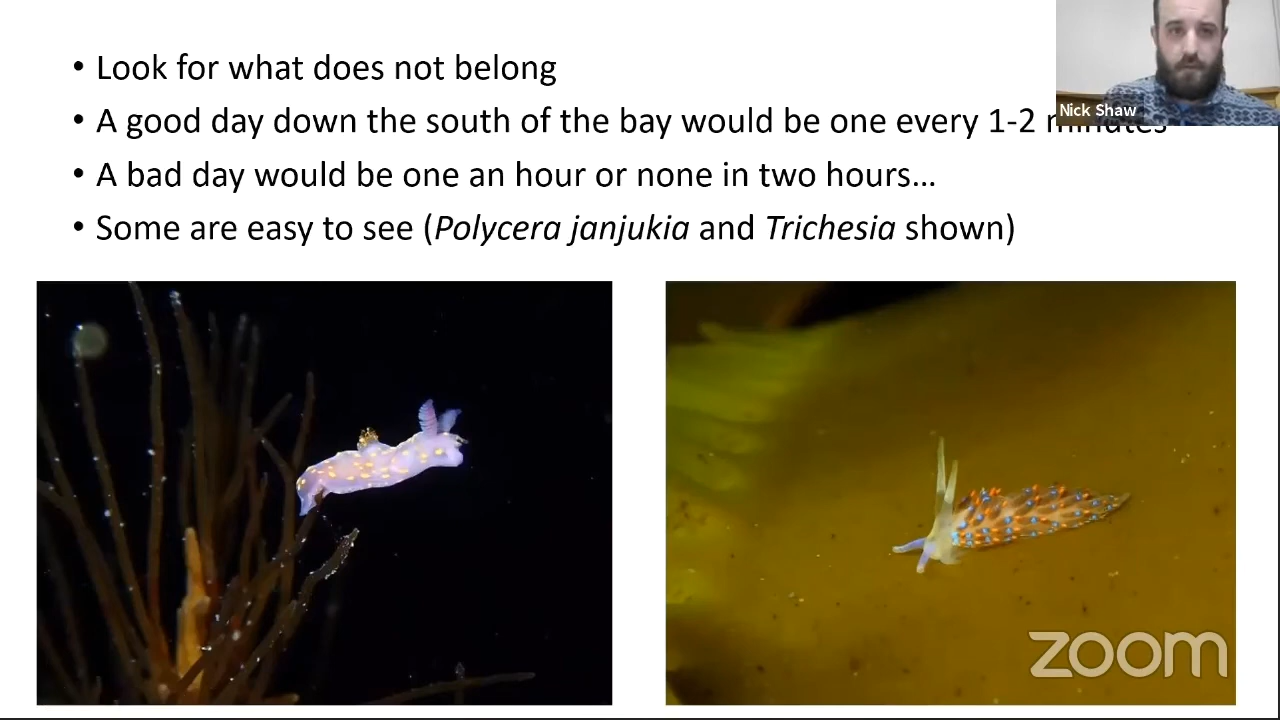 • Look for what does not belong
Nick Shaw
• A good day down the south of the bay would be one every 1-2 minutes
• A bad day would be one an hour or none in two hours...
• Some are easy to see (Polycera janjukia and Trichesia shown)
zoom